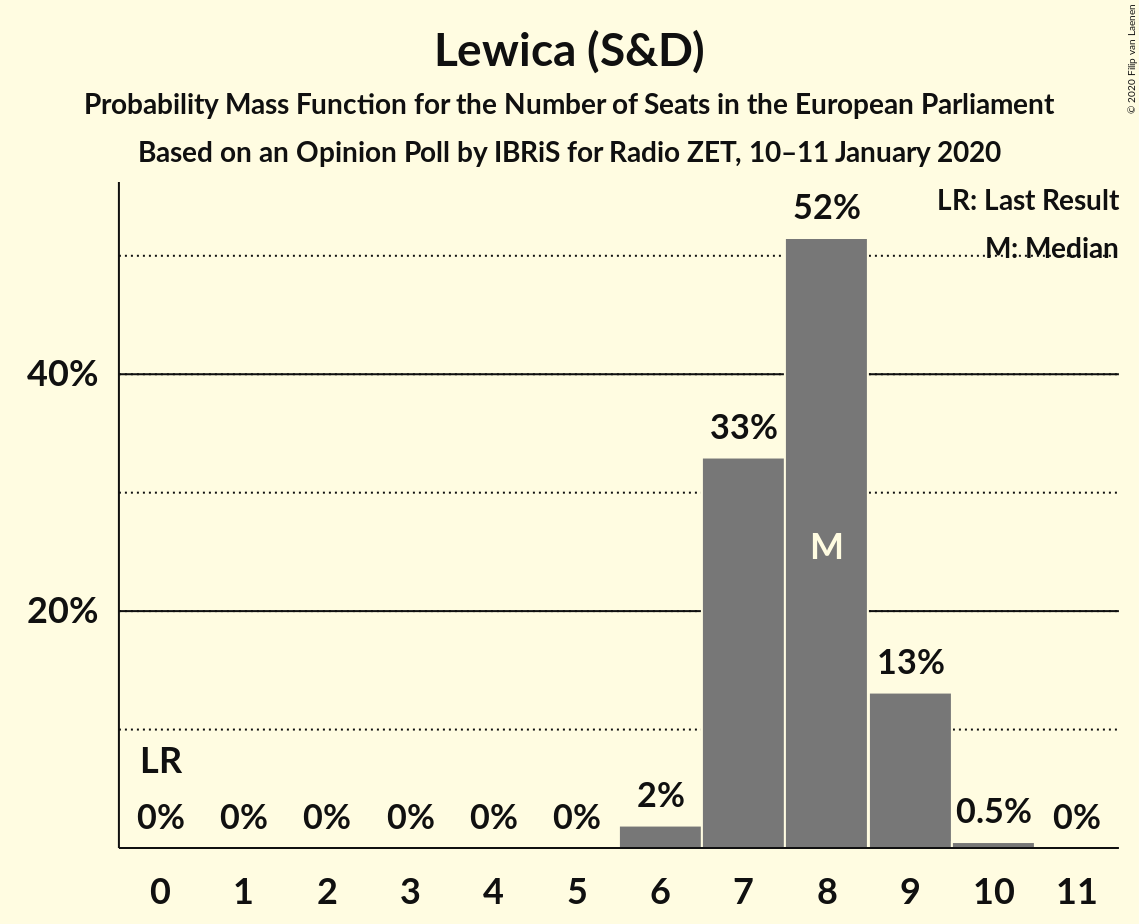 Lewica (S&D)
Probability Mass Function for the Number of Seats in the European Parliament
Based on an Opinion Poll by IBRiS for Radio ZET, 10–11 January 2020
© 2020 Filip van Laenen
LR: Last Result
M: Median
52%
40%
33%
M
20%
13%
LR
0% 0% 0% 0% 0% 0% 2% 0.5% 0%
0 1 2 3 4 5 6 7 8 9 10 11